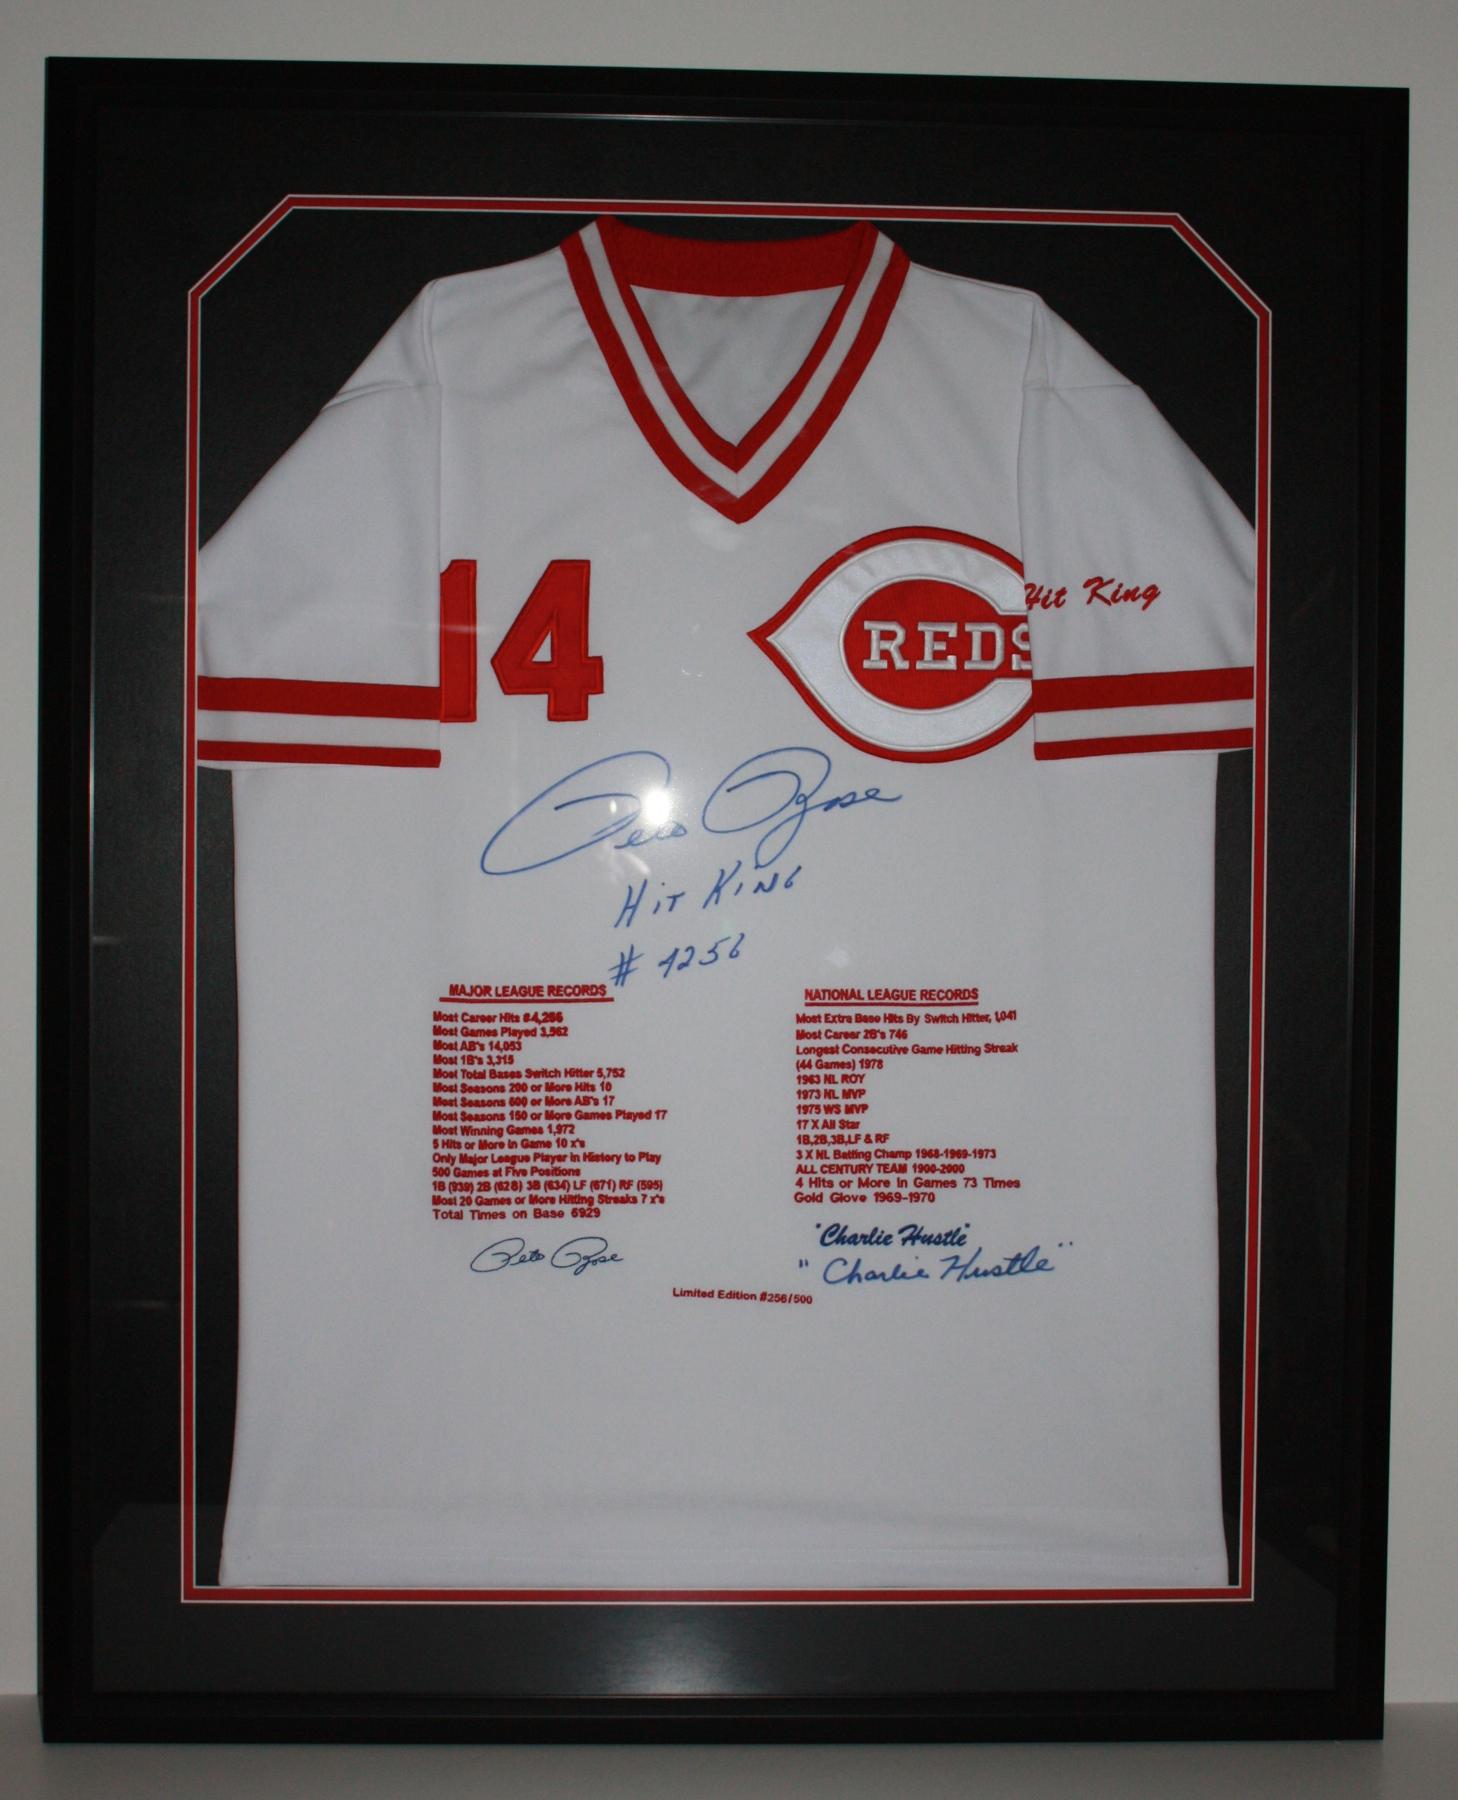 14
REDS
Hit King
Pete Rose
Hit King
# 4256
MAJOR LEAGUE RECORDS
Most Career Hits #4,256
Most Games Played 3,562
Most AB's 14,053
Most 1B's 3,315
Most Total Bases Switch Hitter 5,752
Most Seasons 200 or More Hits 10
Most Seasons 600 or More AB's 17
Most Seasons 150 or More Games Played 17
Most Winning Games 1,972
5 Hits or More in Game 10 x's
Only Major League Player in History to Play
500 Games at Five Positions
1B (939) 2B (628) 3B (634) LF (671) RF (595)
Most 20 Games or More Hitting Streaks 7 x's
Total Times on Base 5929
Pete Rose
NATIONAL LEAGUE RECORDS
Most Extra Base Hits By Switch Hitter, 1,041
Most Career 2B's 746
Longest Consecutive Game Hitting Streak
(44 Games) 1978
1963 NL ROY
1973 NL MVP
1975 WS MVP
17 X All Star
1B,2B,3B,LF & RF
3 X NL Batting Champ 1968-1969-1973
ALL CENTURY TEAM 1900-2000
4 Hits or More in Games 73 Times
Gold Glove 1969-1970
"Charlie Hustle"
"Charlie Hustle"
Limited Edition #256/500